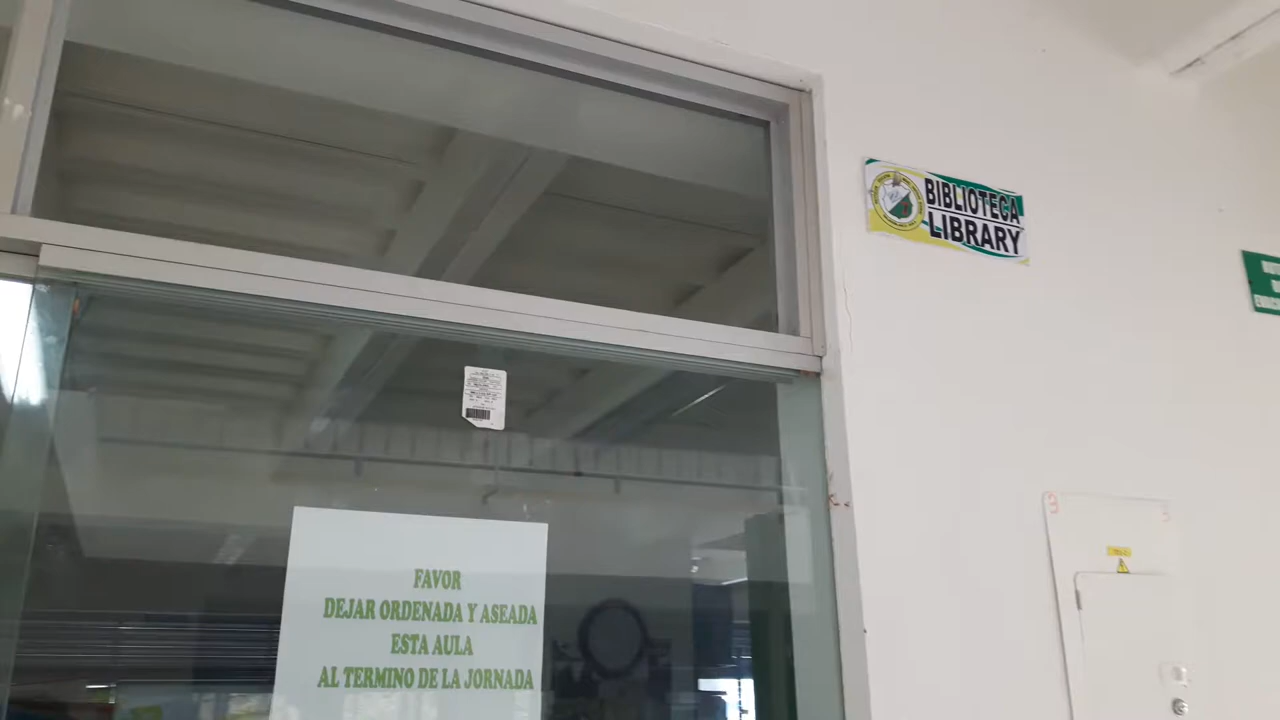 BIBLIOTECA
LIBRARY
FAVOR
DEJAR ORDENADA Y ASEADA
ESTA AULA
AL TERMINO DE LA JORNADA